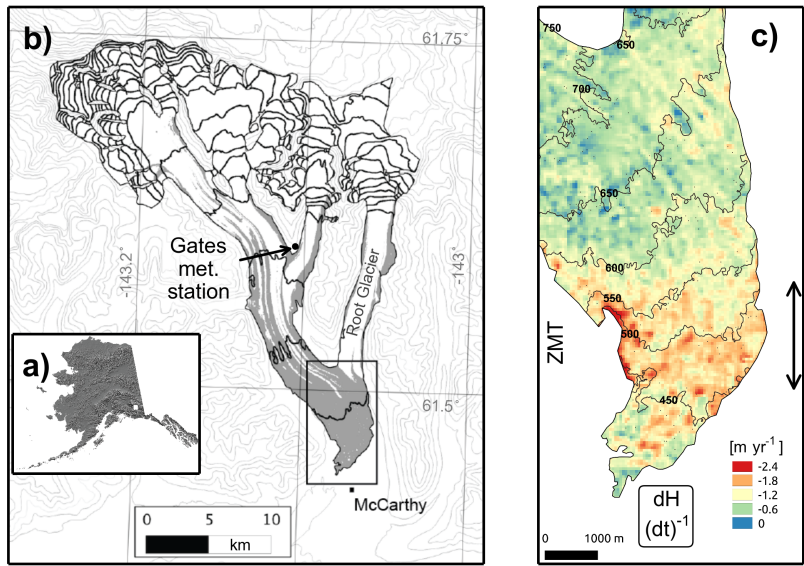 b)
61.75°
-143.2°
-143°
Gates
met.
station
Root Glacier
a)
61.5°
McCarthy
0 5 10
km
c)
750
650
700
650
600
550
500
450
ZMT
[m yr⁻¹]
-2.4
-1.8
-1.2
-0.6
0
dH
(dt)⁻¹
0 1000 m